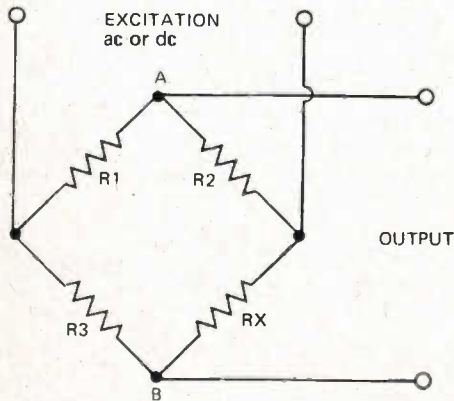 EXCITATION
ac or dc
A
R1
R2
OUTPUT
R3
RX
B